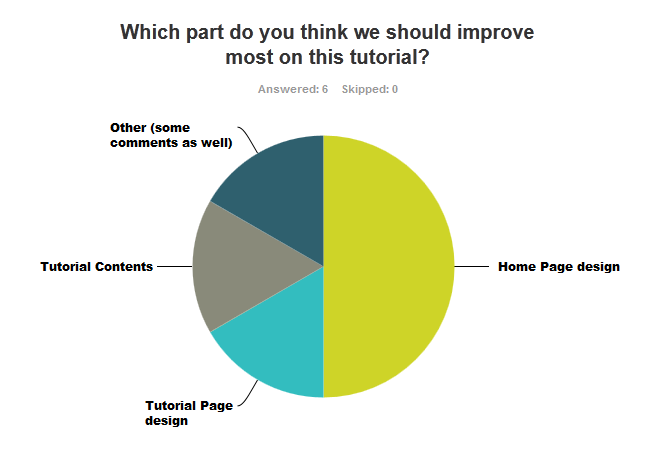 Which part do you think we should improve
most on this tutorial?
Answered: 6 Skipped: 0
Other (some
comments as well)
Tutorial Contents
Home Page design
Tutorial Page
design